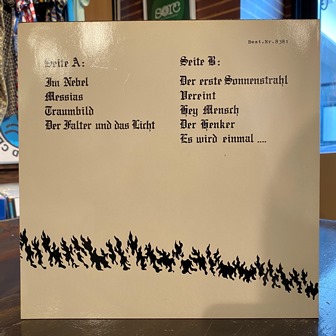 Best.Nr. 8383
Seite A:
Im Nebel
Messias
Traumbild
Der Falter und das Licht
Seite B:
Der erste Sonnenstrahl
Vereint
Hey Mensch
Der Henker
Es wird einmal ....